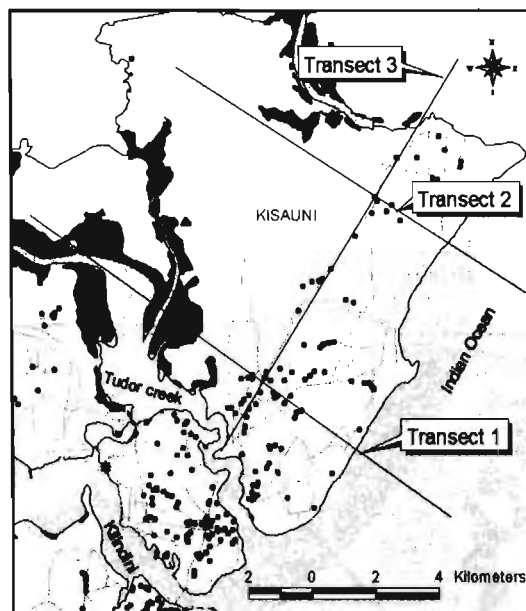 Transect 3
Transect 2
KISAUNI
Indian Ocean
Tudor creek
Transect 1
Kilindini
2 0 2 4 Kilometers